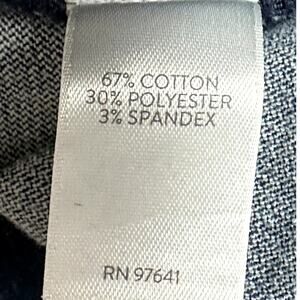 67% COTTON
30% POLYESTER
3% SPANDEX
RN 97641